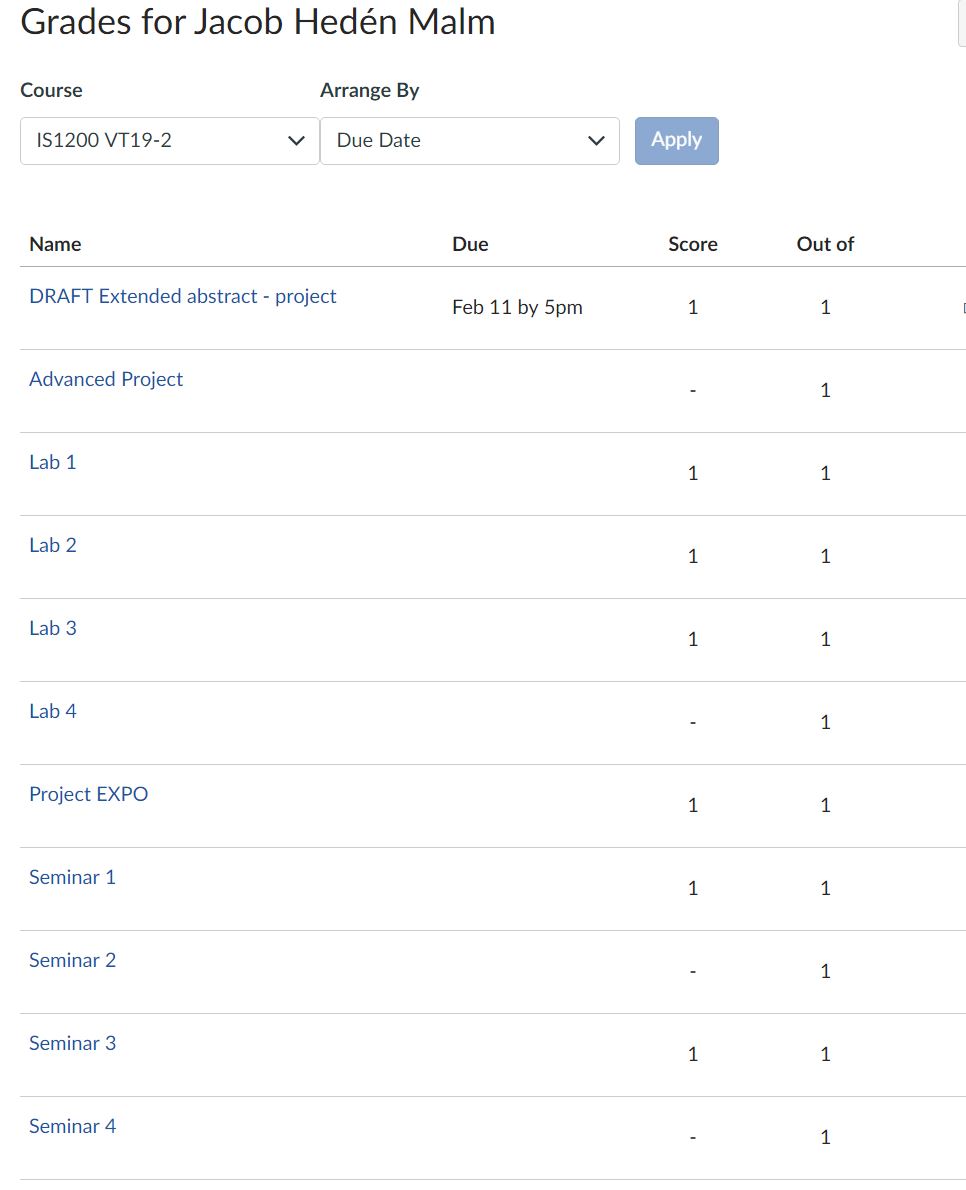 Grades for Jacob Hedén Malm
Course Arrange By
IS1200 VT19-2 Due Date Apply
Name Due Score Out of
DRAFT Extended abstract - project Feb 11 by 5pm 1 1
Advanced Project - 1
Lab 1 1 1
Lab 2 1 1
Lab 3 1 1
Lab 4 - 1
Project EXPO 1 1
Seminar 1 1 1
Seminar 2 - 1
Seminar 3 1 1
Seminar 4 - 1